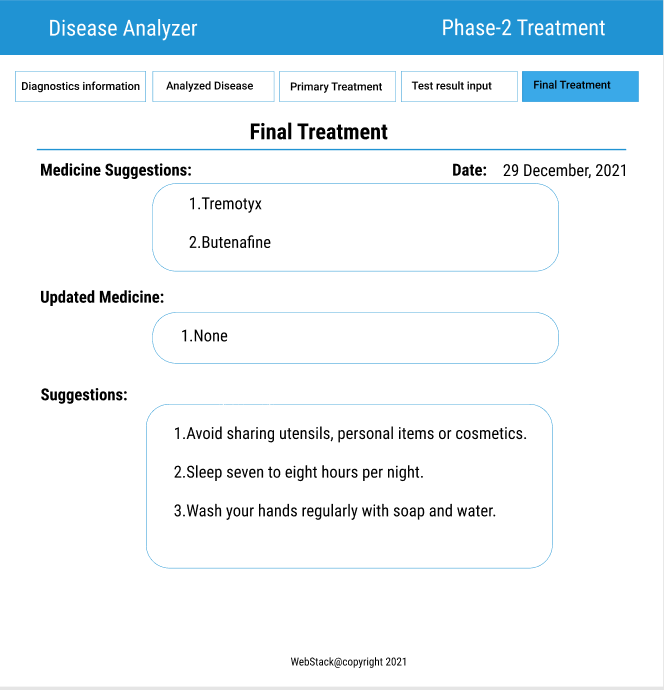 Disease Analyzer
Phase-2 Treatment
Diagnostics information
Analyzed Disease
Primary Treatment
Test result input
Final Treatment
Final Treatment
Medicine Suggestions:
Date: 29 December, 2021
1.Tremotyx
2.Butenafine
Updated Medicine:
1.None
Suggestions:
1.Avoid sharing utensils, personal items or cosmetics.
2.Sleep seven to eight hours per night.
3.Wash your hands regularly with soap and water.
WebStack@copyright 2021